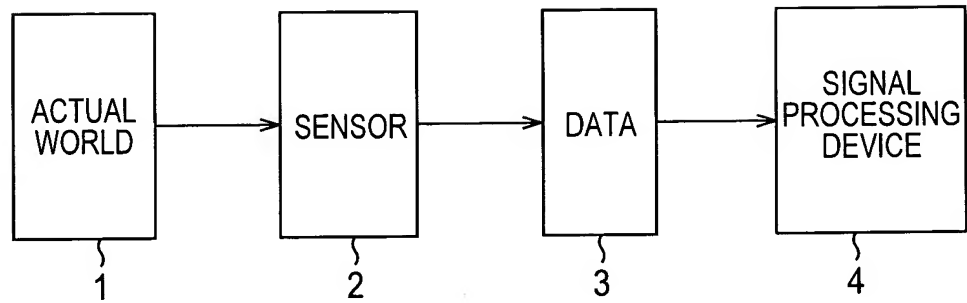 ACTUAL
WORLD
SENSOR
DATA
SIGNAL
PROCESSING
DEVICE
1
2
3
4